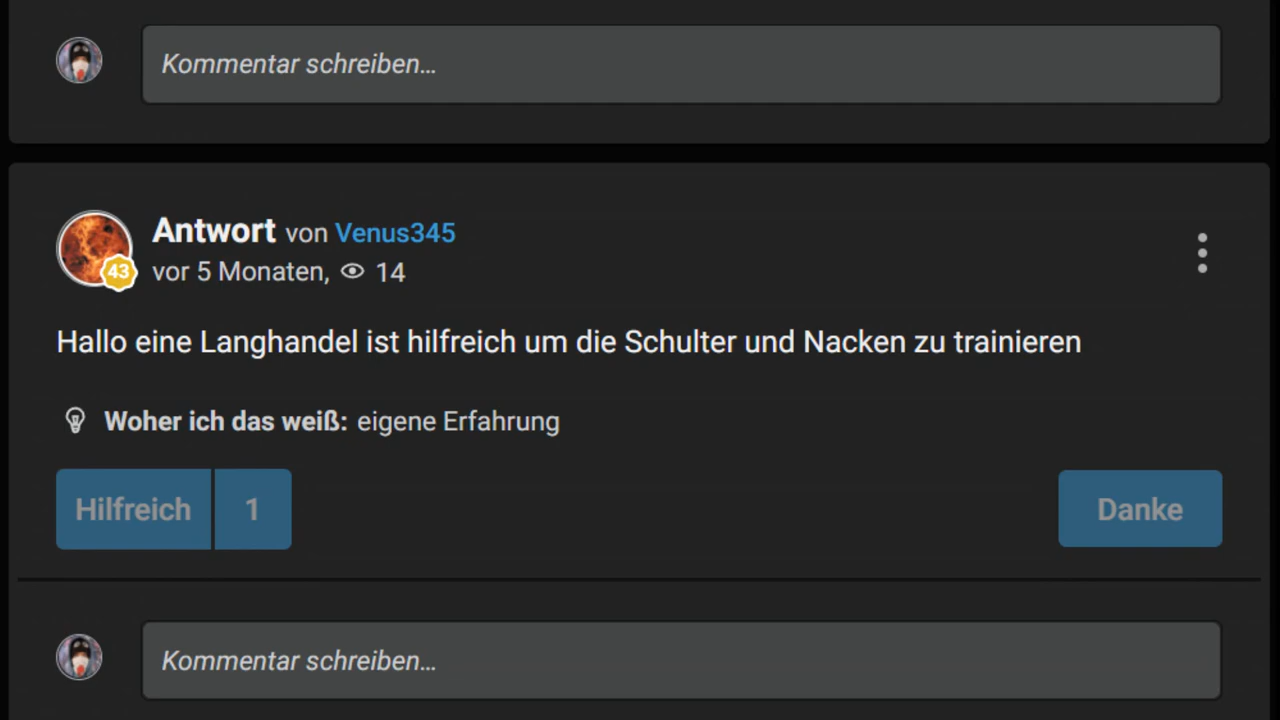 Kommentar schreiben...
Antwort von Venus345
43
vor 5 Monaten, 14
Hallo eine Langhandel ist hilfreich um die Schulter und Nacken zu trainieren
Woher ich das weiß: eigene Erfahrung
Hilfreich 1 Danke
Kommentar schreiben...